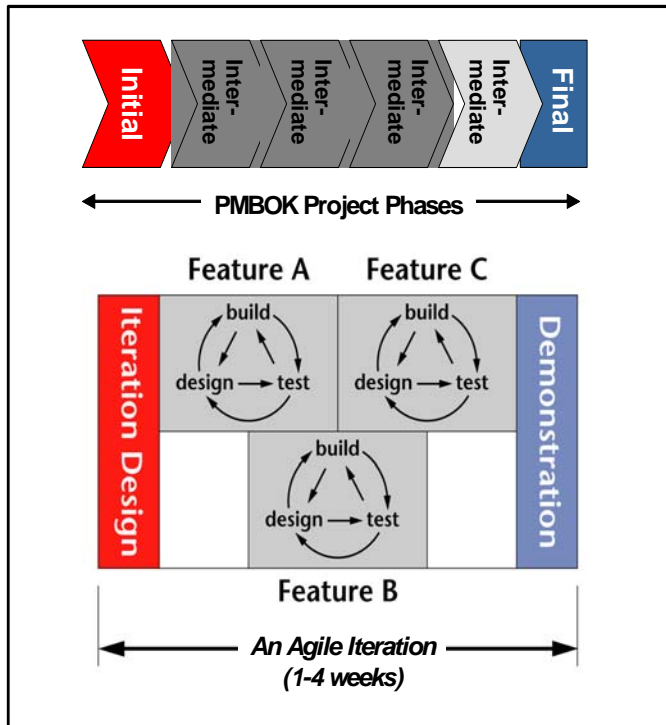 Initial
Inter-
mediate
Inter-
mediate
Inter-
mediate
Inter-
mediate
Final
PMBOK Project Phases
Feature A
Feature C
Iteration Design
build
design
test
build
design
test
Demonstration
build
design
test
Feature B
An Agile Iteration
(1-4 weeks)